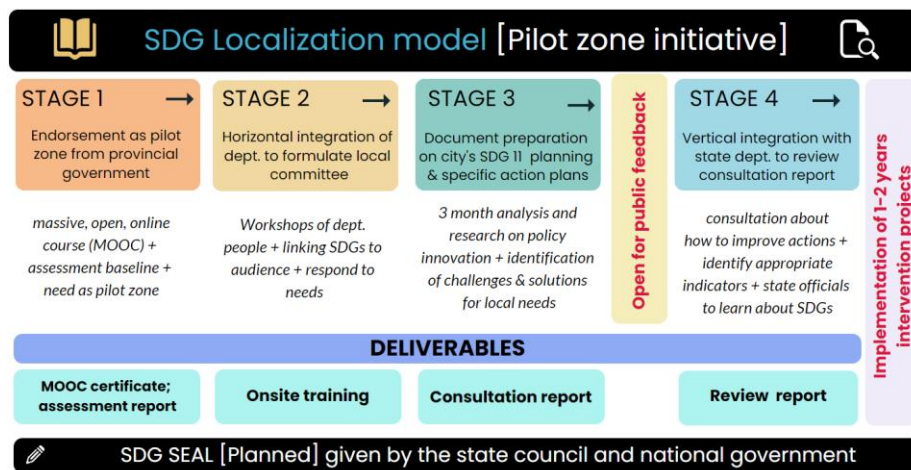 SDG Localization model [Pilot zone initiative]
STAGE 1
Endorsement as pilot
zone from provincial
government
massive, open, online
course (MOOC) +
assessment baseline +
need as pilot zone
STAGE 2
Horizontal integration of
dept. to formulate local
committee
Workshops of dept.
people + linking SDGs to
audience + respond to
needs
STAGE 3
Document preparation
on city's SDG 11 planning
& specific action plans
3 month analysis and
research on policy
innovation + identification
of challenges & solutions
for local needs
Open for public feedback
STAGE 4
Vertical integration with
state dept. to review
consultation report
consultation about
how to improve actions +
identify appropriate
indicators + state officials
to learn about SDGs
Implementation of 1-2 years
intervention projects
DELIVERABLES
MOOC certificate;
assessment report
Onsite training
Consultation report
Review report
SDG SEAL [Planned] given by the state council and national government